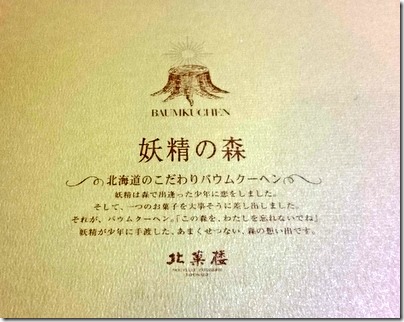 BAUMKUCHEN
妖精の森
北海道のこだわりバウムクーヘン
妖精は森で出逢った少年に恋をしました。
そして、一つのお菓子を大事そうに差し出しました。
それが、バウムクーヘン。「この森を、わたしを忘れないでね」
妖精が少年に手渡した、あまくせつない、森の想い出です。
北菓楼